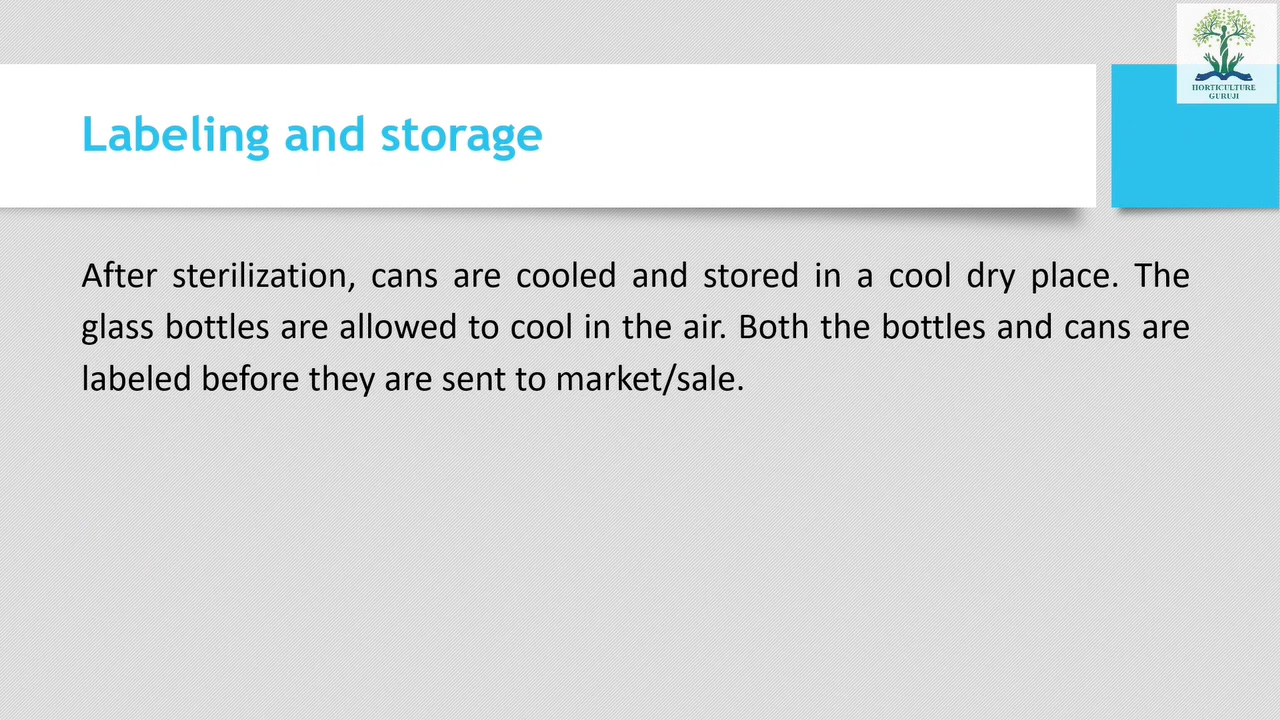 HORTICULTURE
GURUJI
Labeling and storage
After sterilization, cans are cooled and stored in a cool dry place. The
glass bottles are allowed to cool in the air. Both the bottles and cans are
labeled before they are sent to market/sale.